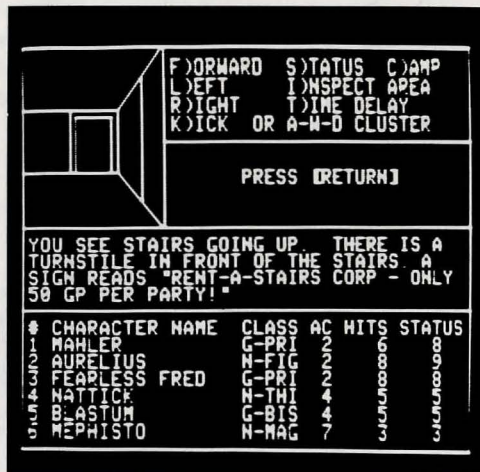 F)ORWARD S)TATUS C)AMP
L)EFT I)NSPECT AREA
R)IGHT T)IME DELAY
K)ICK OR A-W-D CLUSTER
PRESS [RETURN]
YOU SEE STAIRS GOING UP. THERE IS A
TURNSTILE IN FRONT OF THE STAIRS. A
SIGN READS "RENT-A-STAIRS CORP - ONLY
50 GP PER PARTY!"
# CHARACTER NAME CLASS AC HITS STATUS
1 MAHLER G-PRI 2 6 8
2 AURELIUS N-FIG 2 8 9
3 FEARLESS FRED G-PRI 2 8 8
4 NATTICK N-THI 4 5 5
5 BLASTUM G-BIS 4 5 5
6 MEPHISTO N-MAG 7 3 3